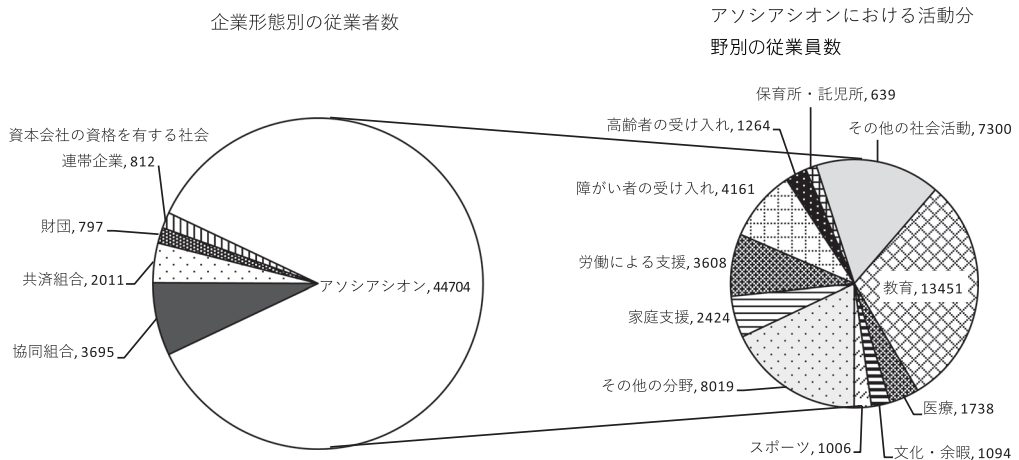 企業形態別の従業者数
アソシアシオンにおける活動分
野別の従業員数
資本会社の資格を有する社会
連帯企業, 812
財団, 797
共済組合, 2011
協同組合, 3695
アソシアシオン, 44704
保育所・託児所, 639
高齢者の受け入れ, 1264
その他の社会活動, 7300
障がい者の受け入れ, 4161
労働による支援, 3608
教育, 13451
家庭支援, 2424
その他の分野, 8019
医療, 1738
スポーツ, 1006
文化・余暇, 1094